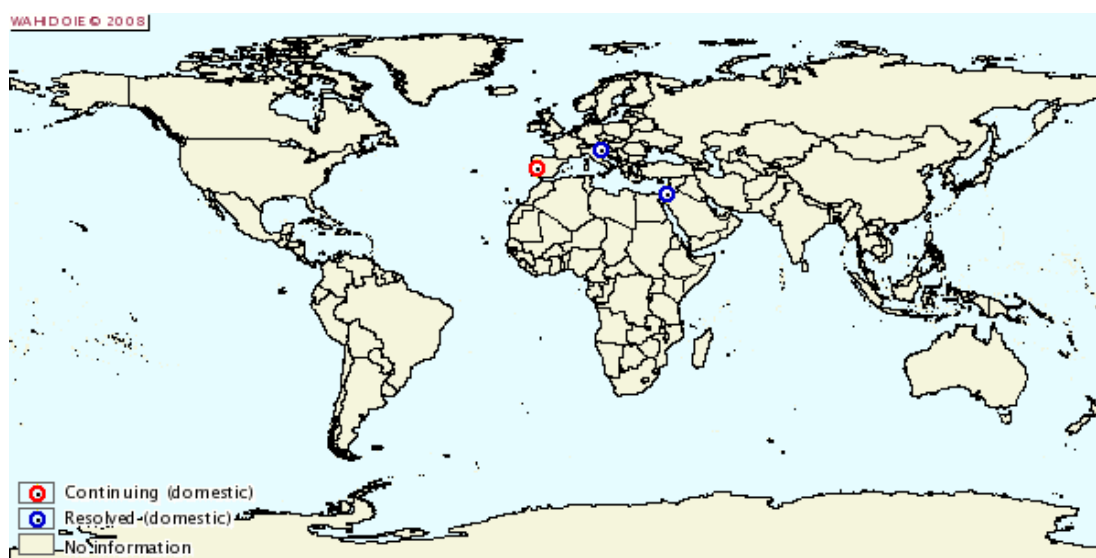 WAHID OIE © 2008
Continuing (domestic)
Resolved (domestic)
No information